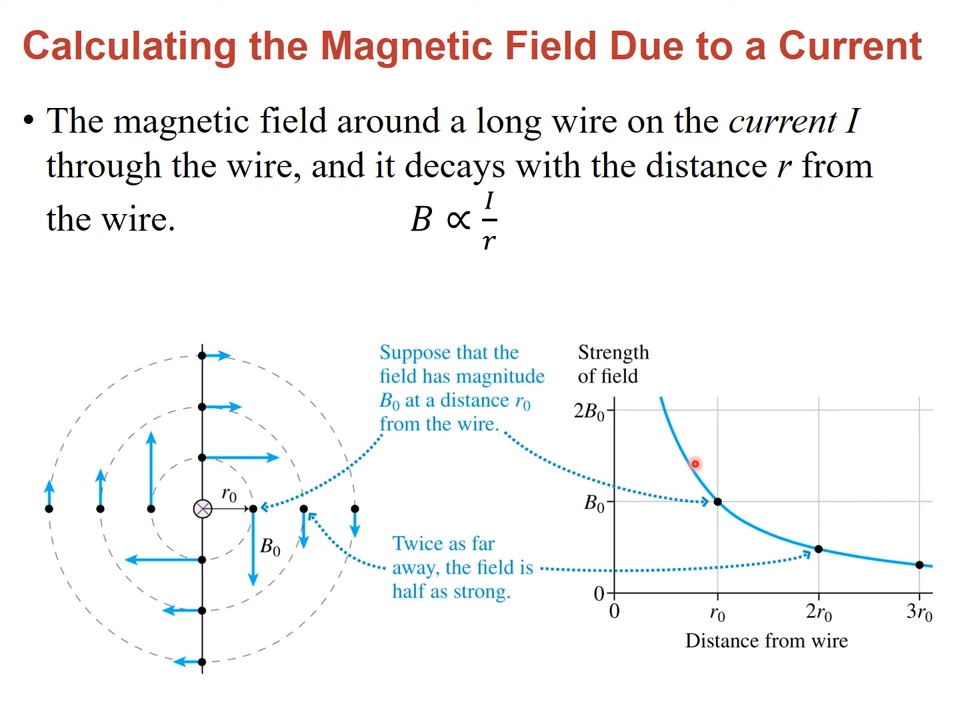 Calculating the Magnetic Field Due to a Current
• The magnetic field around a long wire on the current I
through the wire, and it decays with the distance r from
the wire. B ∝ I/r
Suppose that the
field has magnitude
B₀ at a distance r₀
from the wire.
Twice as far
away, the field is
half as strong.
r₀
B₀
Strength
of field
2B₀
B₀
0
0 r₀ 2r₀ 3r₀
Distance from wire